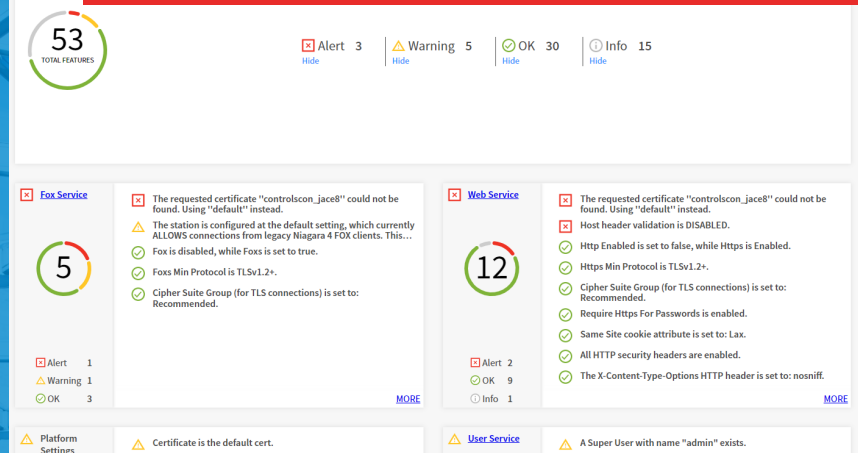 53
TOTAL FEATURES
Alert 3
Hide
Warning 5
Hide
OK 30
Hide
Info 15
Hide
Fox Service
5
Alert 1
Warning 1
OK 3
The requested certificate "controlscon_jace8" could not be
found. Using "default" instead.
The station is configured at the default setting, which currently
ALLOWS connections from legacy Niagara 4 FOX clients. This...
Fox is disabled, while Foxs is set to true.
Foxs Min Protocol is TLSv1.2+.
Cipher Suite Group (for TLS connections) is set to:
Recommended.
MORE
Web Service
12
Alert 2
OK 9
Info 1
The requested certificate "controlscon_jace8" could not be
found. Using "default" instead.
Host header validation is DISABLED.
Http Enabled is set to false, while Https is Enabled.
Https Min Protocol is TLSv1.2+.
Cipher Suite Group (for TLS connections) is set to:
Recommended.
Require Https For Passwords is enabled.
Same Site cookie attribute is set to: Lax.
All HTTP security headers are enabled.
The X-Content-Type-Options HTTP header is set to: nosniff.
MORE
Platform
Settings
Certificate is the default cert.
User Service
A Super User with name "admin" exists.